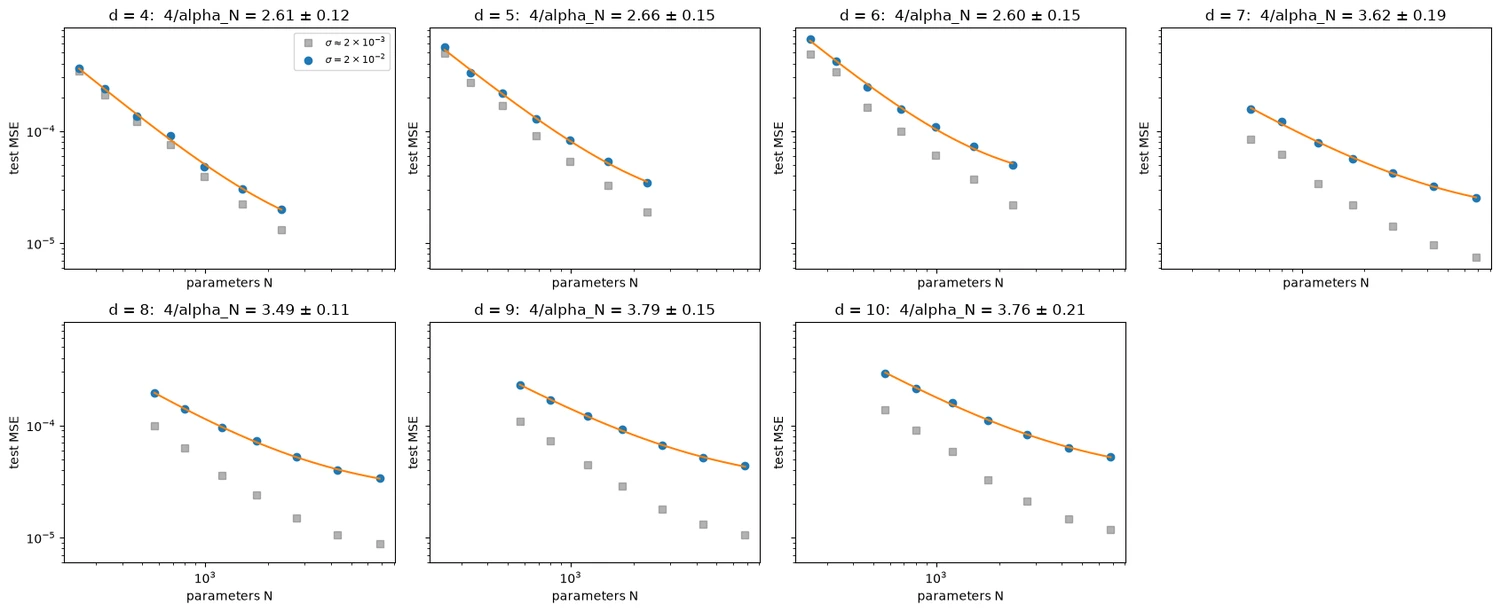 d = 4:  4/alpha_N = 2.61 ± 0.12
d = 5:  4/alpha_N = 2.66 ± 0.15
d = 6:  4/alpha_N = 2.60 ± 0.15
d = 7:  4/alpha_N = 3.62 ± 0.19
σ ≈ 2 × 10⁻³
σ = 2 × 10⁻²
test MSE
10⁻⁴
10⁻⁵
test MSE
test MSE
test MSE
parameters N
parameters N
parameters N
parameters N
d = 8:  4/alpha_N = 3.49 ± 0.11
d = 9:  4/alpha_N = 3.79 ± 0.15
d = 10:  4/alpha_N = 3.76 ± 0.21
test MSE
10⁻⁴
10⁻⁵
test MSE
test MSE
10³
10³
10³
parameters N
parameters N
parameters N